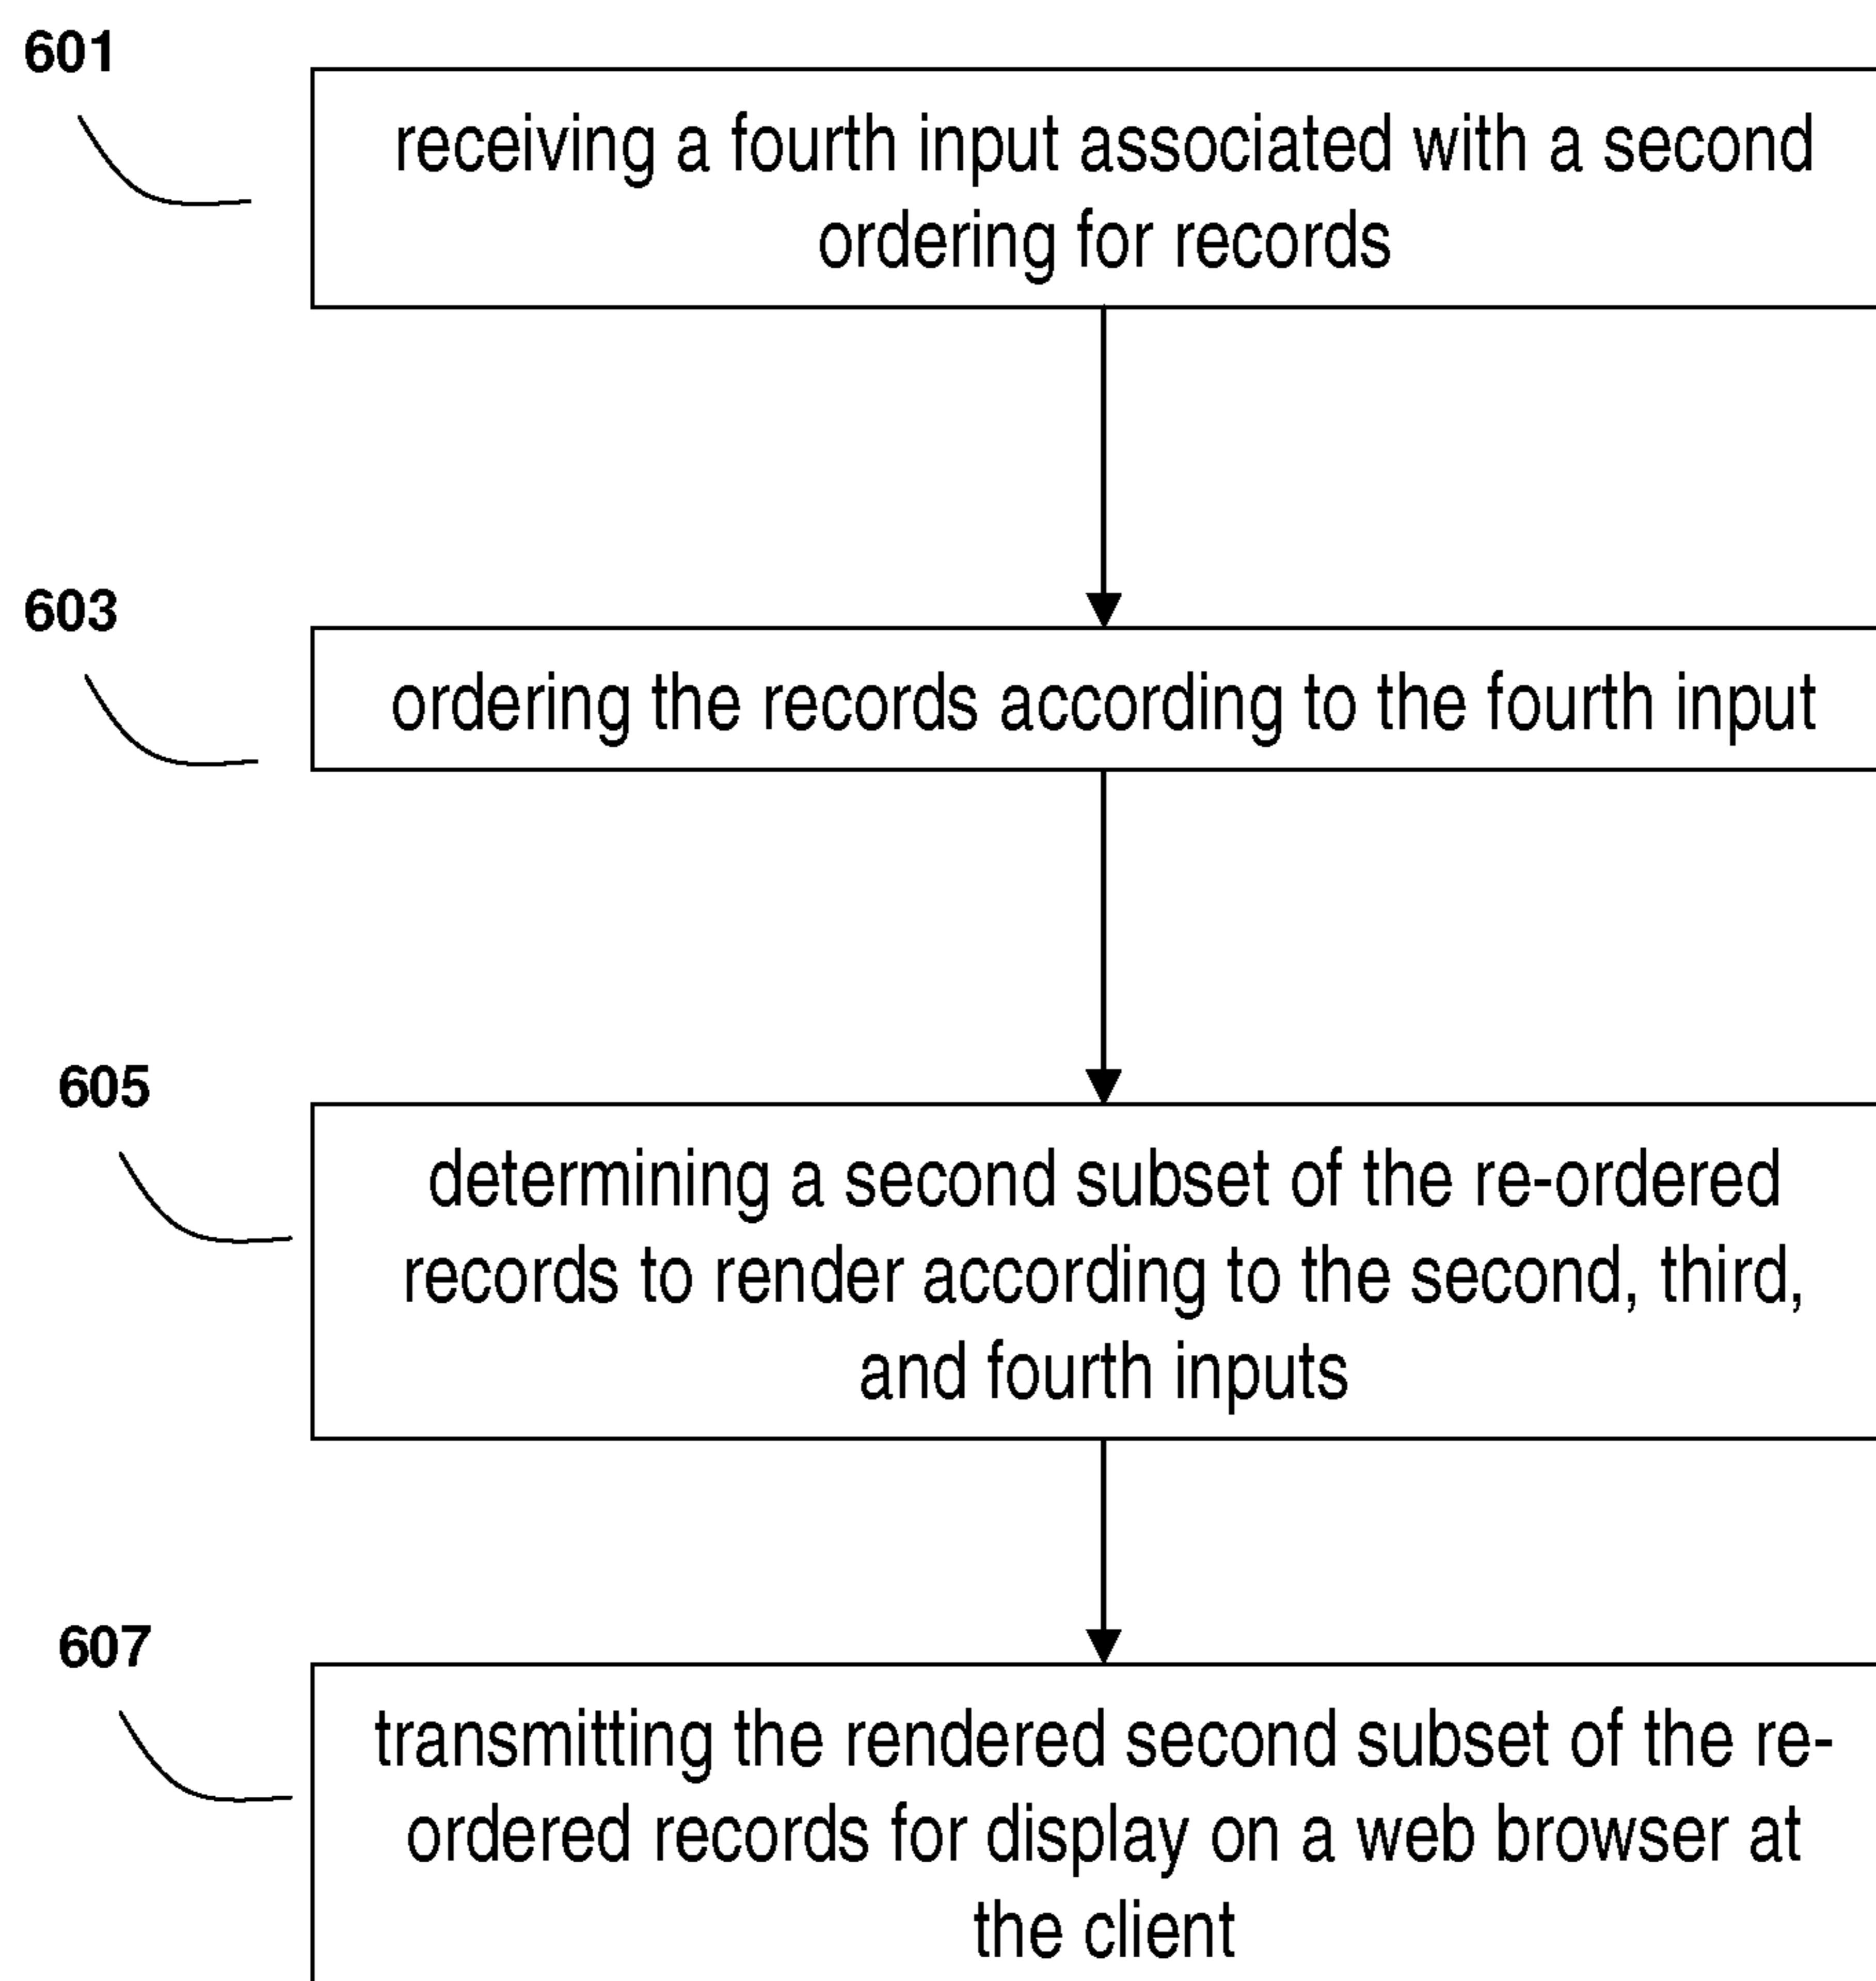 601
receiving a fourth input associated with a second
ordering for records
603
ordering the records according to the fourth input
605
determining a second subset of the re-ordered
records to render according to the second, third,
and fourth inputs
607
transmitting the rendered second subset of the re-
ordered records for display on a web browser at
the client